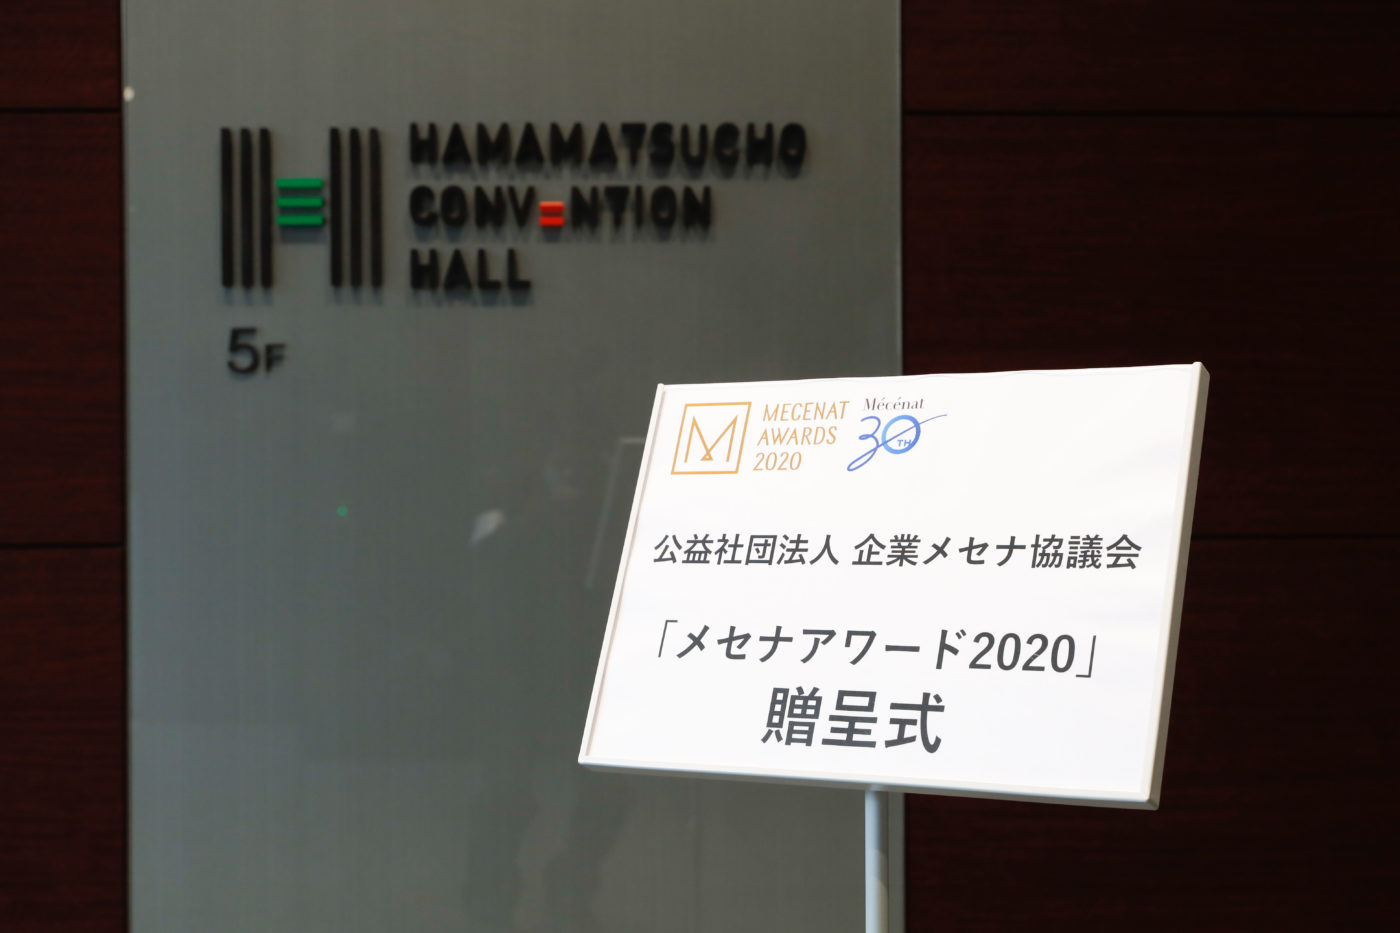 HAMAMATSUCHO
CONVENTION
HALL
5F
MECENAT
AWARDS
2020
Mécénat
30TH
公益社団法人 企業メセナ協議会
「メセナアワード2020」
贈呈式